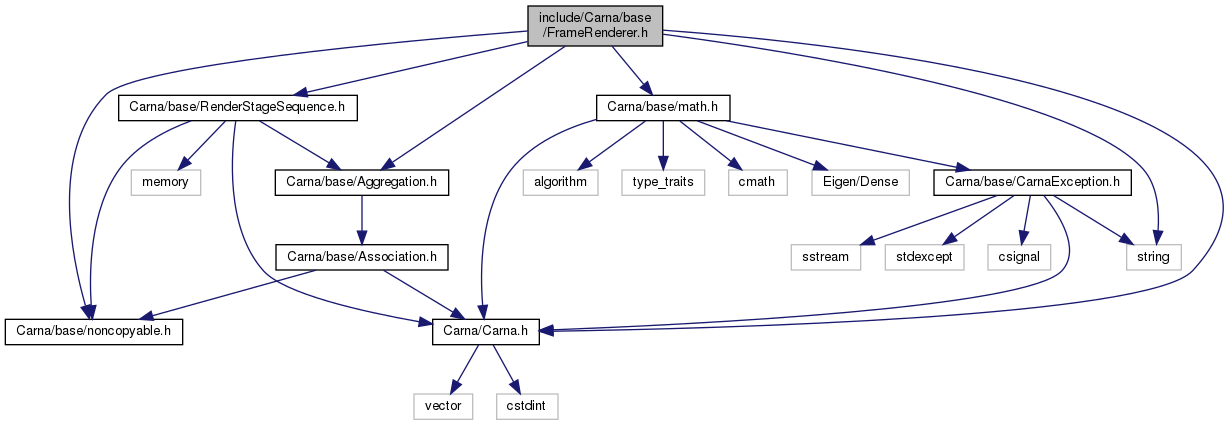 include/Carna/base
/FrameRenderer.h
Carna/base/RenderStageSequence.h
Carna/base/math.h
memory
Carna/base/Aggregation.h
algorithm
type_traits
cmath
Eigen/Dense
Carna/base/CarnaException.h
Carna/base/Association.h
sstream
stdexcept
csignal
string
Carna/base/noncopyable.h
Carna/Carna.h
vector
cstdint